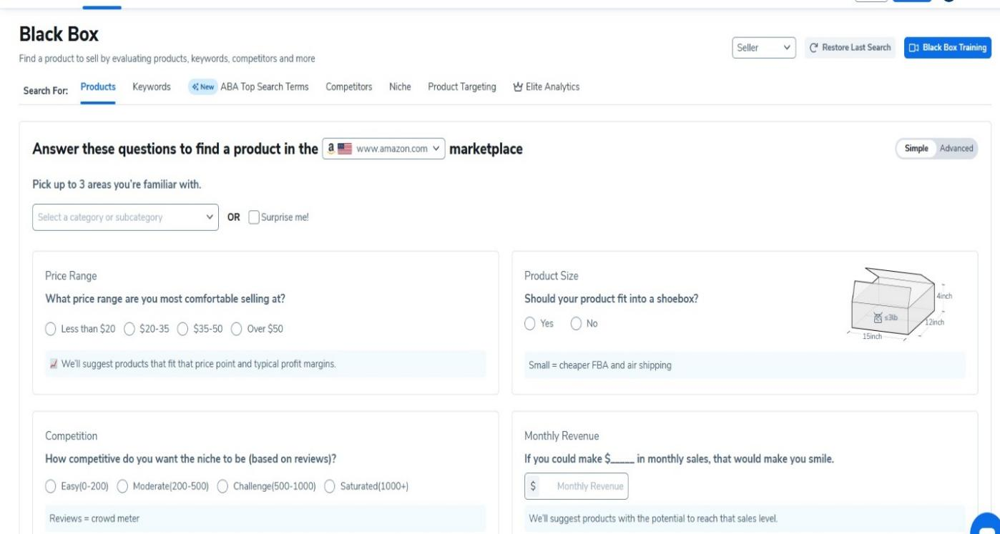 Black Box
Find a product to sell by evaluating products, keywords, competitors and more
Seller
Restore Last Search
Black Box Training
Search For: Products Keywords New ABA Top Search Terms Competitors Niche Product Targeting Elite Analytics
Answer these questions to find a product in the a www.amazon.com marketplace
Simple Advanced
Pick up to 3 areas you're familiar with.
Select a category or subcategory OR Surprise me!
Price Range
What price range are you most comfortable selling at?
Less than $20 $20-35 $35-50 Over $50
We'll suggest products that fit that price point and typical profit margins.
Product Size
Should your product fit into a shoebox?
Yes No
4inch
≤3lb
12inch
15inch
Small = cheaper FBA and air shipping
Competition
How competitive do you want the niche to be (based on reviews)?
Easy(0-200) Moderate(200-500) Challenge(500-1000) Saturated(1000+)
Reviews = crowd meter
Monthly Revenue
If you could make $_____ in monthly sales, that would make you smile.
$ Monthly Revenue
We'll suggest products with the potential to reach that sales level.